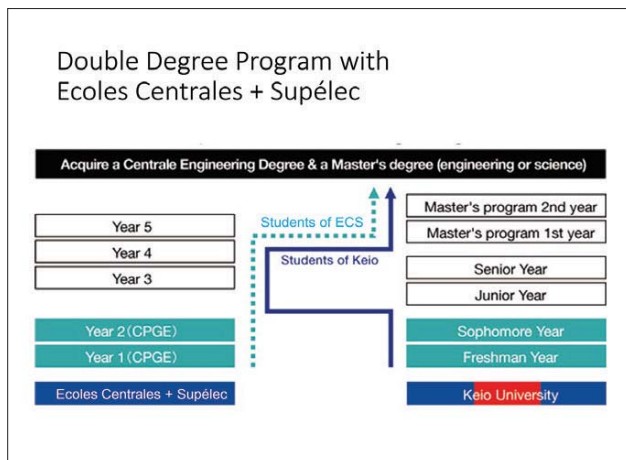 Double Degree Program with
Ecoles Centrales + Supélec
Acquire a Centrale Engineering Degree & a Master's degree (engineering or science)
Year 5
Year 4
Year 3
Year 2(CPGE)
Year 1(CPGE)
Ecoles Centrales + Supélec
Students of ECS
Students of Keio
Master's program 2nd year
Master's program 1st year
Senior Year
Junior Year
Sophomore Year
Freshman Year
Keio University